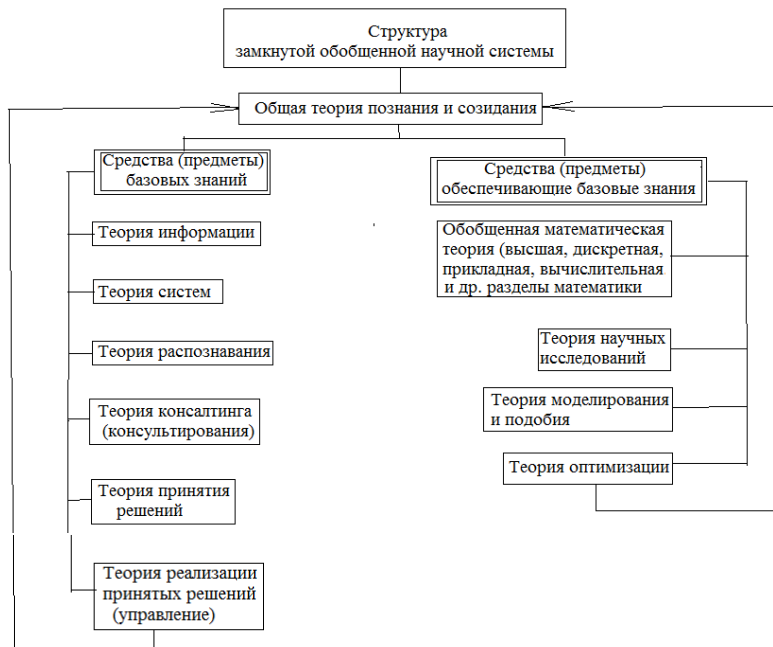 Структура
замкнутой обобщенной научной системы
Общая теория познания и созидания
Средства (предметы)
базовых знаний
Теория информации
Теория систем
Теория распознавания
Теория консалтинга
(консультирования)
Теория принятия
решений
Теория реализации
принятых решений
(управление)
Средства (предметы)
обеспечивающие базовые знания
Обобщенная математическая
теория (высшая, дискретная,
прикладная, вычислительная
и др. разделы математики
Теория научных
исследований
Теория моделирования
и подобия
Теория оптимизации